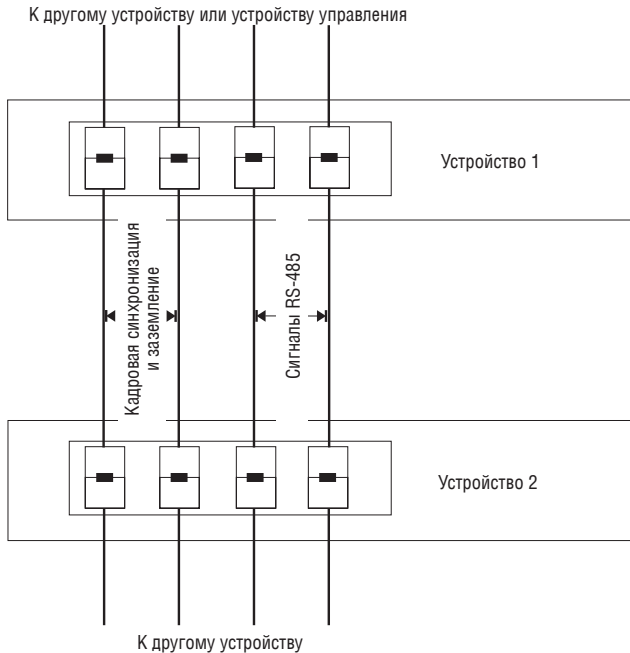 К другому устройству или устройству управления
Устройство 1
Кадровая синхронизация
и заземление
Сигналы RS-485
Устройство 2
К другому устройству